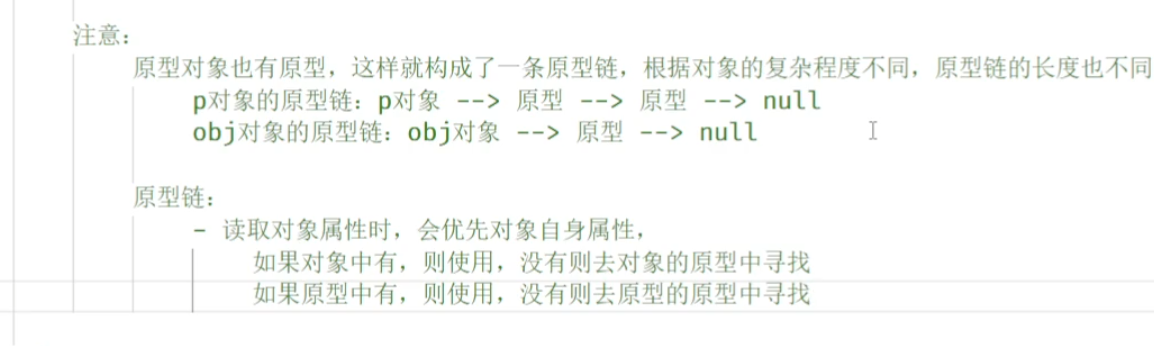 注意：
原型对象也有原型，这样就构成了一条原型链，根据对象的复杂程度不同，原型链的长度也不同
p对象的原型链：p对象 --> 原型 --> 原型 --> null
obj对象的原型链：obj对象 --> 原型 --> null
原型链：
- 读取对象属性时，会优先对象自身属性，
如果对象中有，则使用，没有则去对象的原型中寻找
如果原型中有，则使用，没有则去原型的原型中寻找